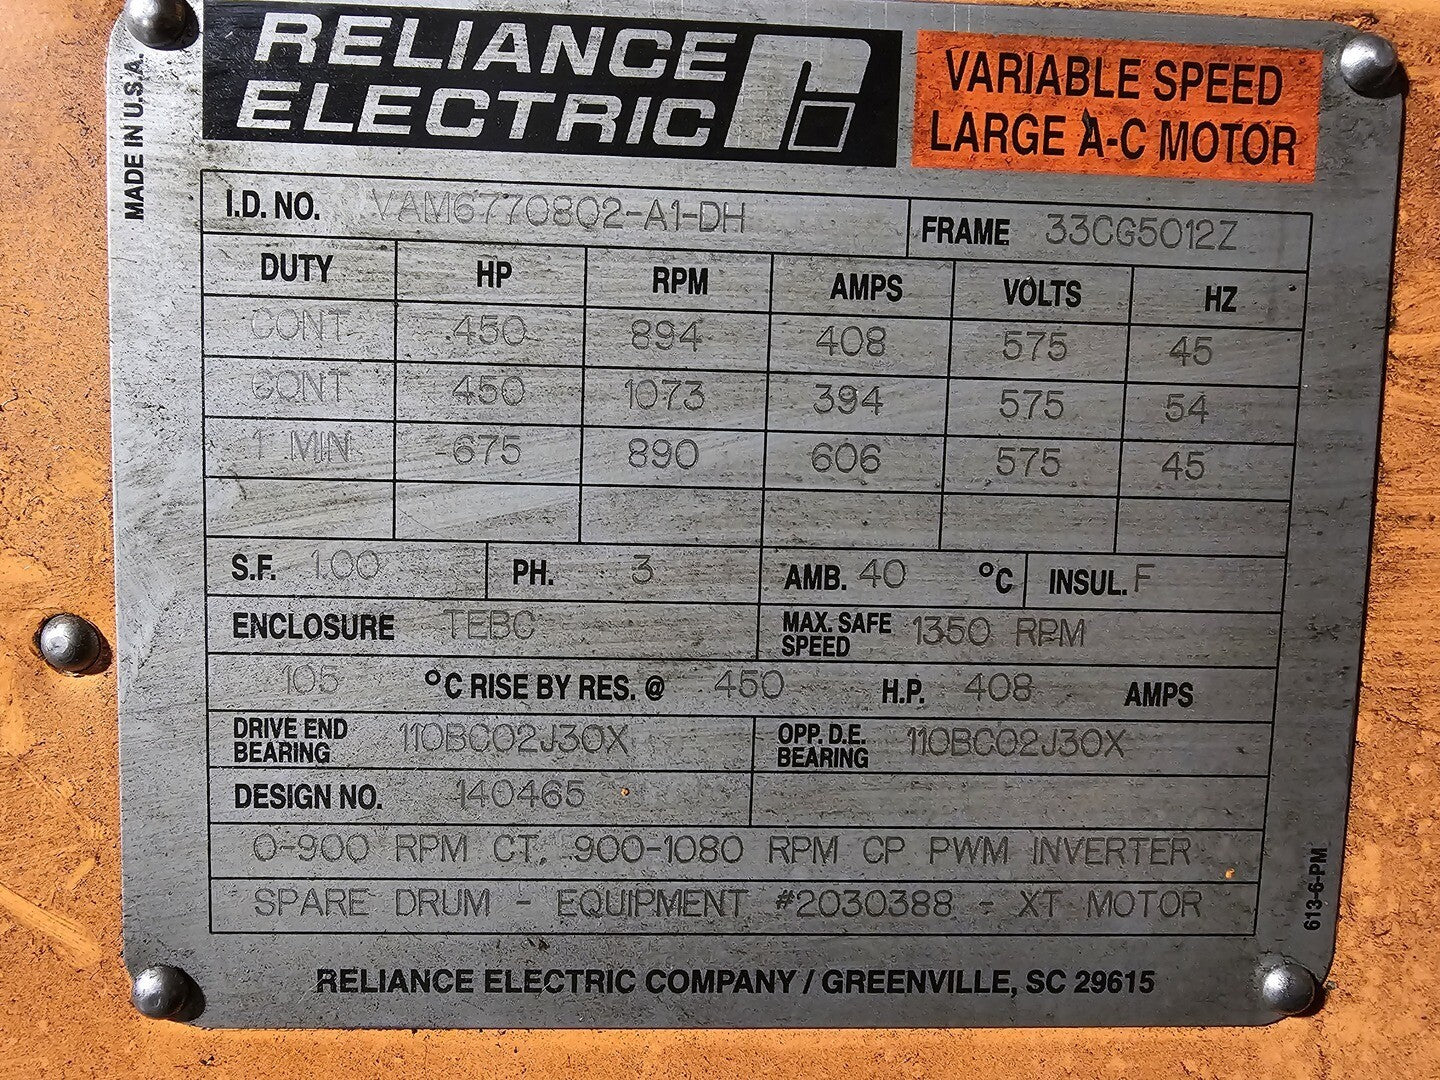 RELIANCE
ELECTRIC
VARIABLE SPEED
LARGE A-C MOTOR
MADE IN U.S.A.
I.D. NO. VAM6770802-A1-DH FRAME 33CG5012Z
DUTY HP RPM AMPS VOLTS HZ
CONT 450 894 408 575 45
CONT 450 1073 394 575 54
1 MIN 675 890 606 575 45
S.F. 1.00 PH. 3 AMB. 40 °C INSUL. F
ENCLOSURE TEBC MAX. SAFE SPEED 1350 RPM
105 °C RISE BY RES. @ 450 H.P. 408 AMPS
DRIVE END BEARING 110BC02J30X OPP. D.E. BEARING 110BC02J30X
DESIGN NO. 140465
0-900 RPM CT, 900-1080 RPM CP PWM INVERTER
SPARE DRUM - EQUIPMENT #2030388 - XT MOTOR
613-6-PM
RELIANCE ELECTRIC COMPANY / GREENVILLE, SC 29615